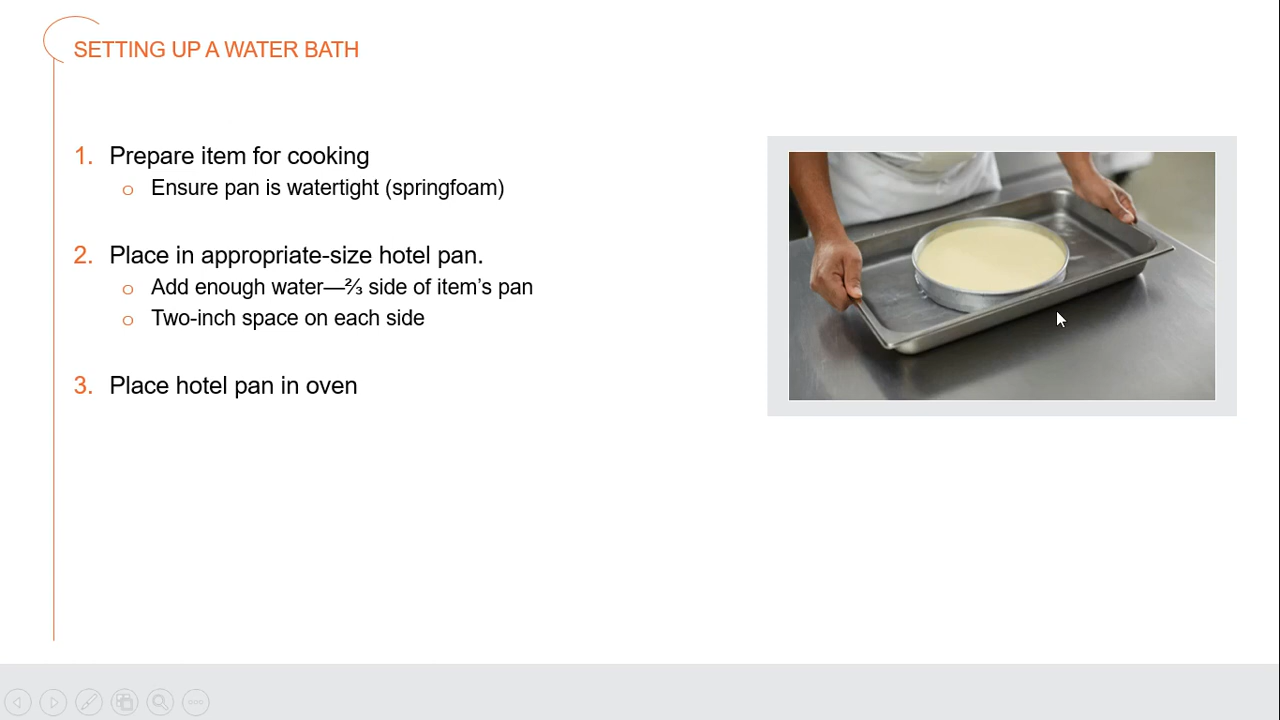 SETTING UP A WATER BATH
1. Prepare item for cooking
o Ensure pan is watertight (springfoam)
2. Place in appropriate-size hotel pan.
o Add enough water—⅔ side of item’s pan
o Two-inch space on each side
3. Place hotel pan in oven